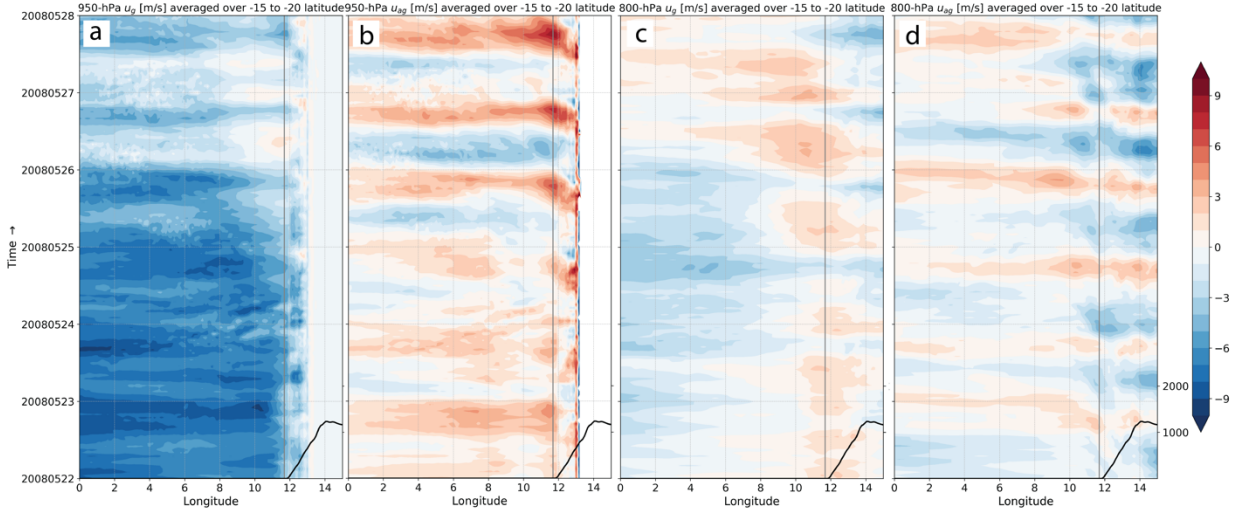 950-hPa u_g [m/s] averaged over -15 to -20 latitude
950-hPa u_ag [m/s] averaged over -15 to -20 latitude
800-hPa u_g [m/s] averaged over -15 to -20 latitude
800-hPa u_ag [m/s] averaged over -15 to -20 latitude
a
b
c
d
Time →
20080528
20080527
20080526
20080525
20080524
20080523
20080522
0 2 4 6 8 10 12 14
Longitude
0 2 4 6 8 10 12 14
Longitude
0 2 4 6 8 10 12 14
Longitude
0 2 4 6 8 10 12 14
Longitude
2000
1000
9
6
3
0
−3
−6
−9